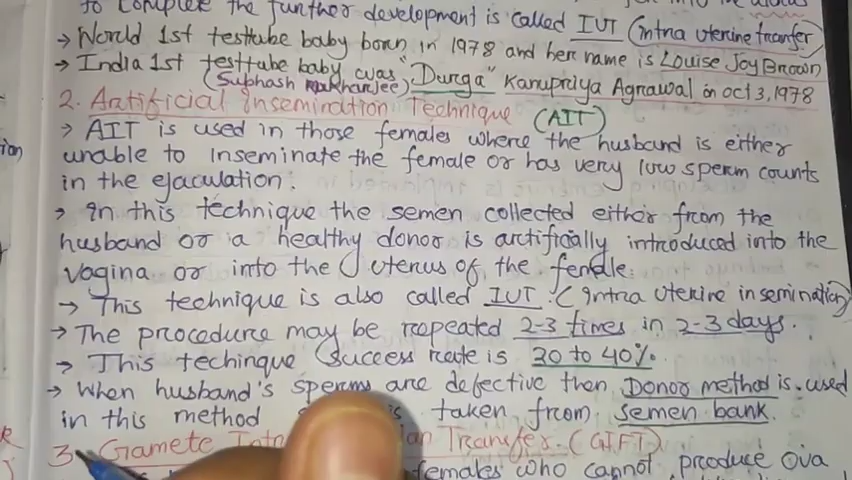 to complete the further development is called IUT (intra uterine tranfer)
→ World 1st testtube baby born in 1978 and her name is Louise Joy Brown
→ India 1st testtube baby was "Durga" Kanupriya Agrawal in oct 3, 1978
(Subhash Mukharjee)
2. Artificial Insemination Technique (AIT)
→ AIT is used in those females where the husband is either
unable to inseminate the female or has very low sperm counts
in the ejaculation.
→ In this technique the semen collected either from the
husband or a healthy donor is artificially introduced into the
vagina or into the uterus of the female.
→ This technique is also called IUT. (Intra uterine insemination)
→ The procedure may be repeated 2-3 times in 2-3 days.
→ This techinque success rate is 30 to 40%.
→ When husband's sperms are defective then Donor method is used
in this method is taken from semen bank.
3. Gamete Transfer. (GIFT)
females who cannot produce ova